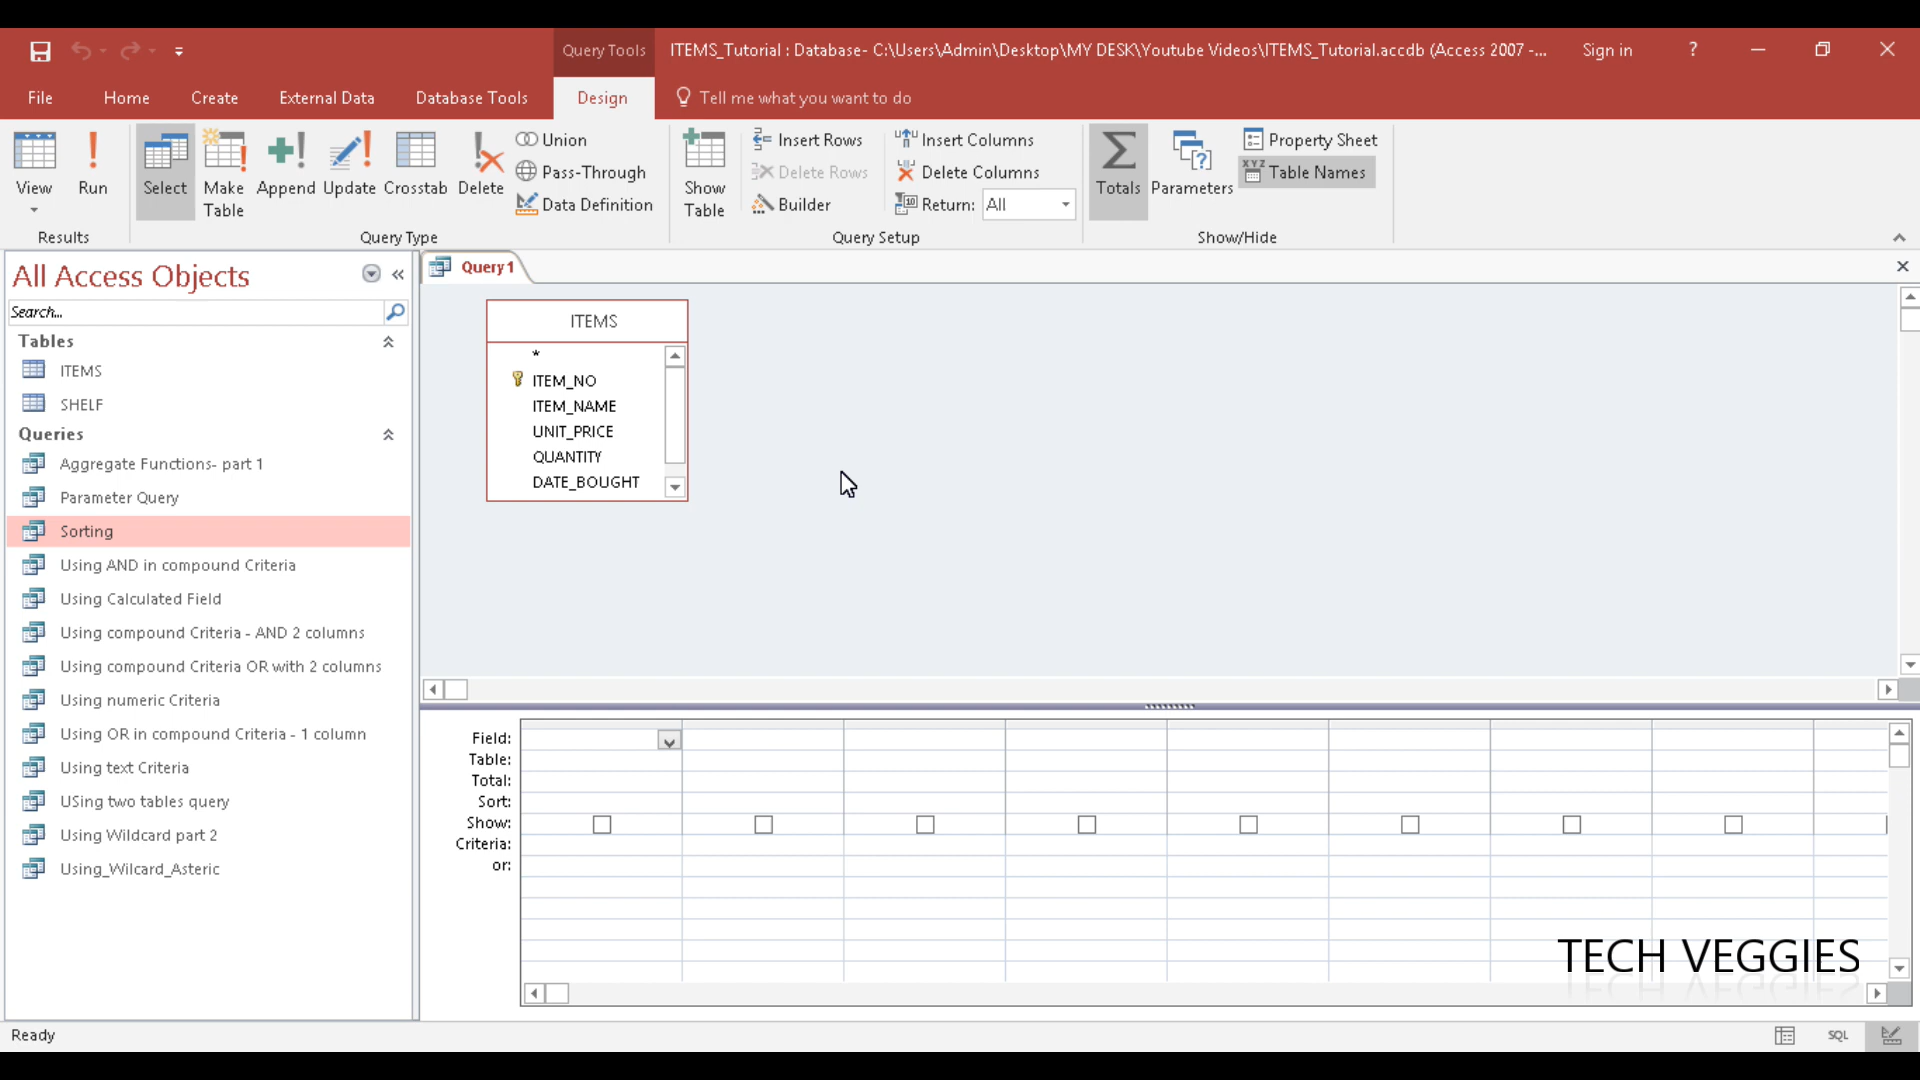 Query Tools
ITEMS_Tutorial : Database- C:\Users\Admin\Desktop\MY DESK\Youtube Videos\ITEMS_Tutorial.accdb (Access 2007 -...
Sign in
?
File
Home
Create
External Data
Database Tools
Design
Tell me what you want to do
View
Run
Select
Make Table
Append
Update
Crosstab
Delete
Union
Pass-Through
Data Definition
Show Table
Insert Rows
Delete Rows
Builder
Insert Columns
Delete Columns
Return: All
Totals
Parameters
Property Sheet
XYZ Table Names
Results
Query Type
Query Setup
Show/Hide
All Access Objects
Search...
Tables
ITEMS
SHELF
Queries
Aggregate Functions- part 1
Parameter Query
Sorting
Using AND in compound Criteria
Using Calculated Field
Using compound Criteria - AND 2 columns
Using compound Criteria OR with 2 columns
Using numeric Criteria
Using OR in compound Criteria - 1 column
Using text Criteria
USing two tables query
Using Wildcard part 2
Using_Wilcard_Asteric
Query1
ITEMS
*
ITEM_NO
ITEM_NAME
UNIT_PRICE
QUANTITY
DATE_BOUGHT
Field:
Table:
Total:
Sort:
Show:
Criteria:
or:
TECH VEGGIES
Ready
SQL